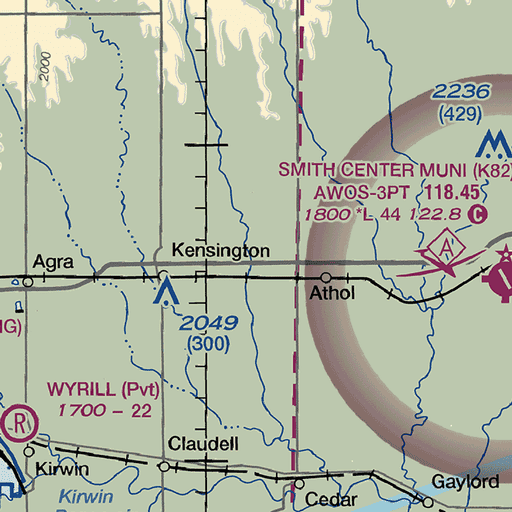 2000
2236
(429)
SMITH CENTER MUNI (K82)
AWOS-3PT 118.45
1800 *L 44 122.8 C
A
Kensington
Agra
Athol
2049
(300)
WYRILL (Pvt)
1700 - 22
R
Claudell
Kirwin
Kirwin
Cedar
Gaylord